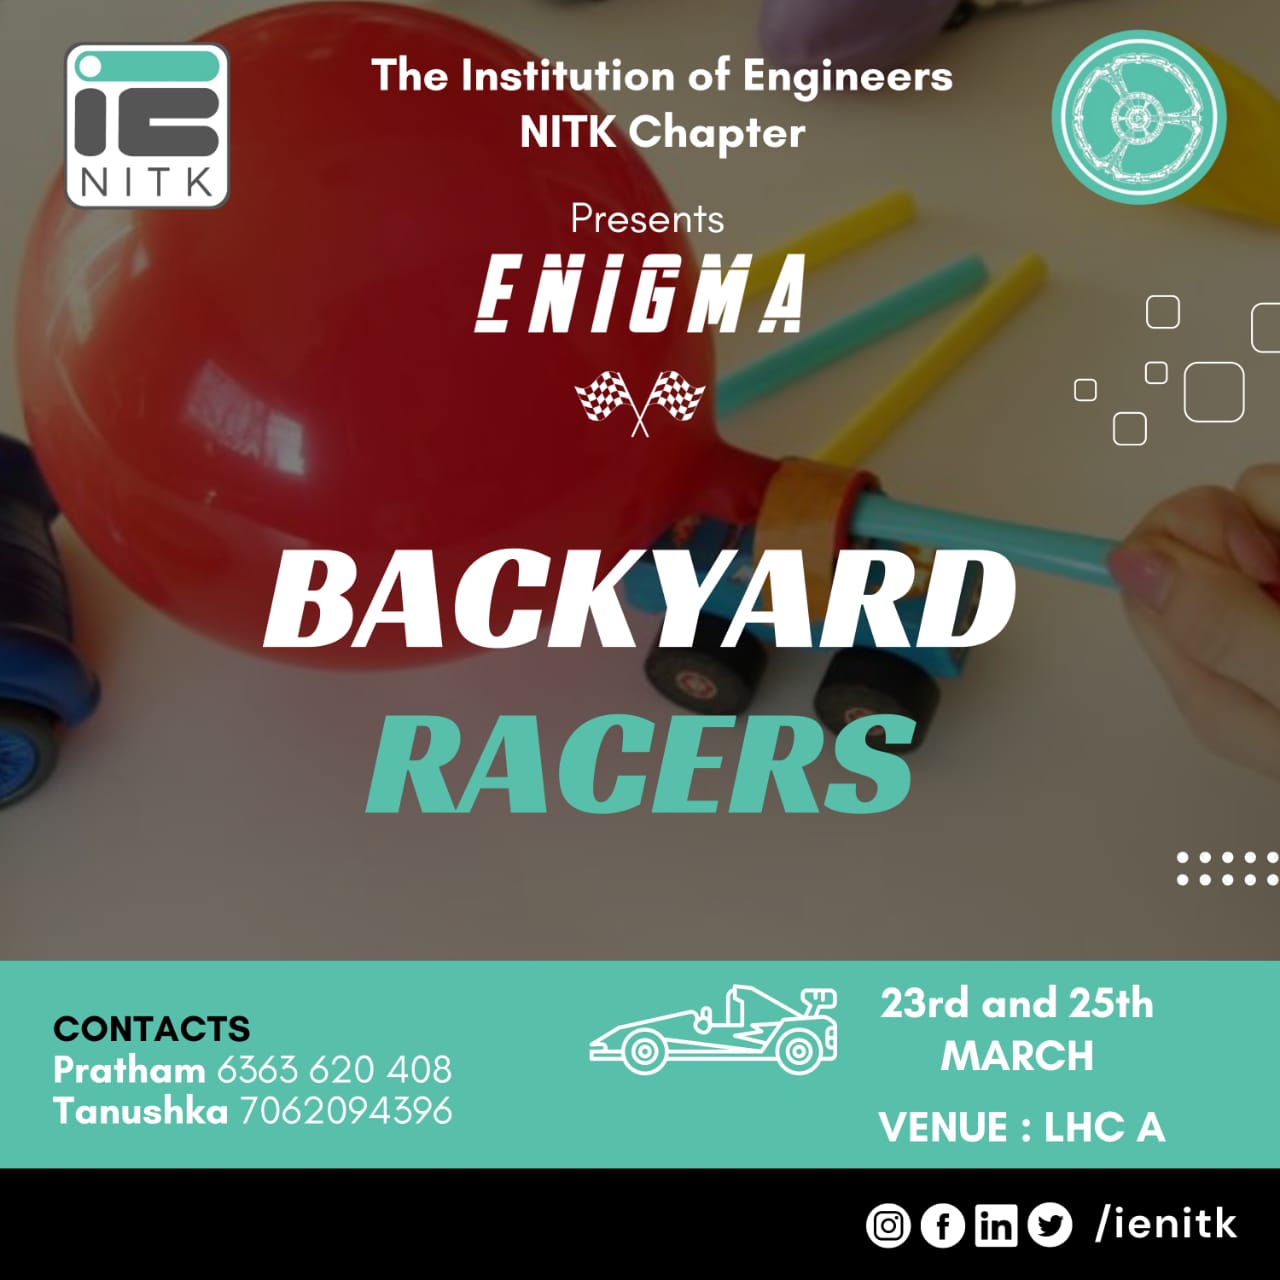 iE
NITK
The Institution of Engineers
NITK Chapter
Presents
ENIGMA
BACKYARD
RACERS
CONTACTS
Pratham 6363 620 408
Tanushka 7062094396
23rd and 25th
MARCH
VENUE : LHC A
/ienitk